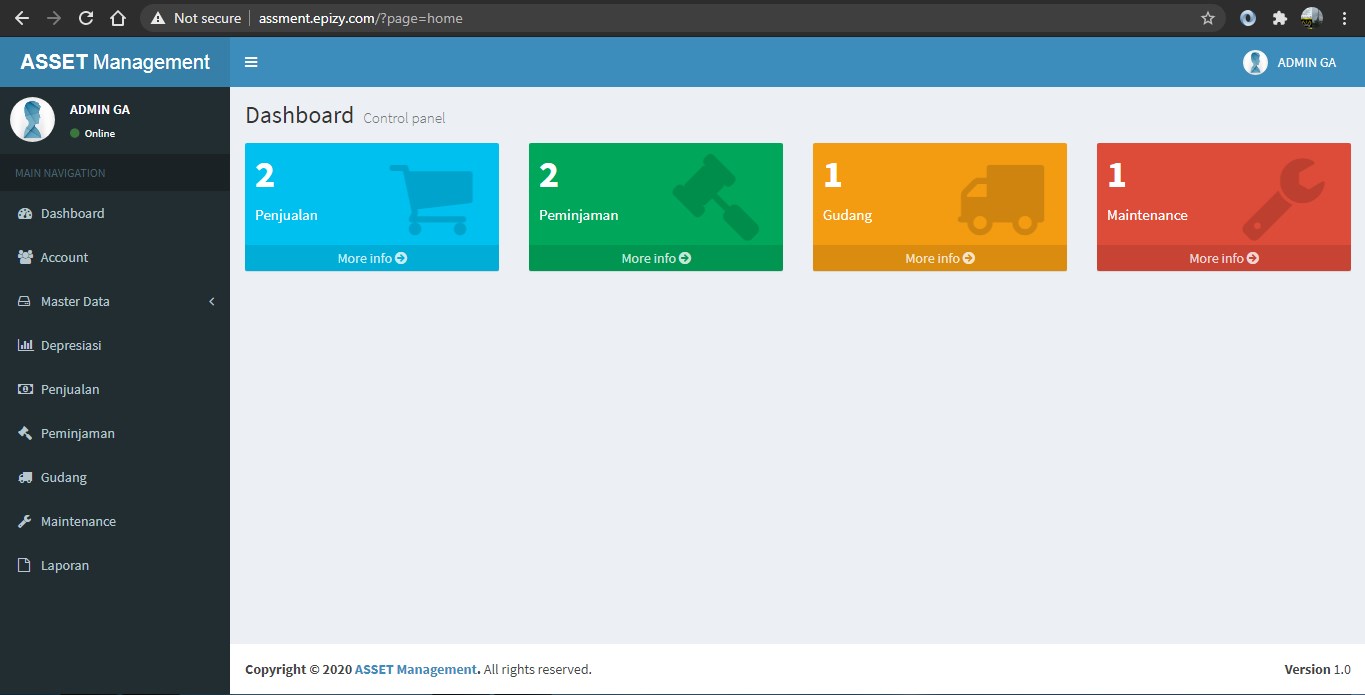 Not secure | assment.epizy.com/?page=home
ASSET Management
ADMIN GA
ADMIN GA
Online
MAIN NAVIGATION
Dashboard
Account
Master Data
Depresiasi
Penjualan
Peminjaman
Gudang
Maintenance
Laporan
Dashboard Control panel
2
Penjualan
More info
2
Peminjaman
More info
1
Gudang
More info
1
Maintenance
More info
Copyright © 2020 ASSET Management. All rights reserved.
Version 1.0